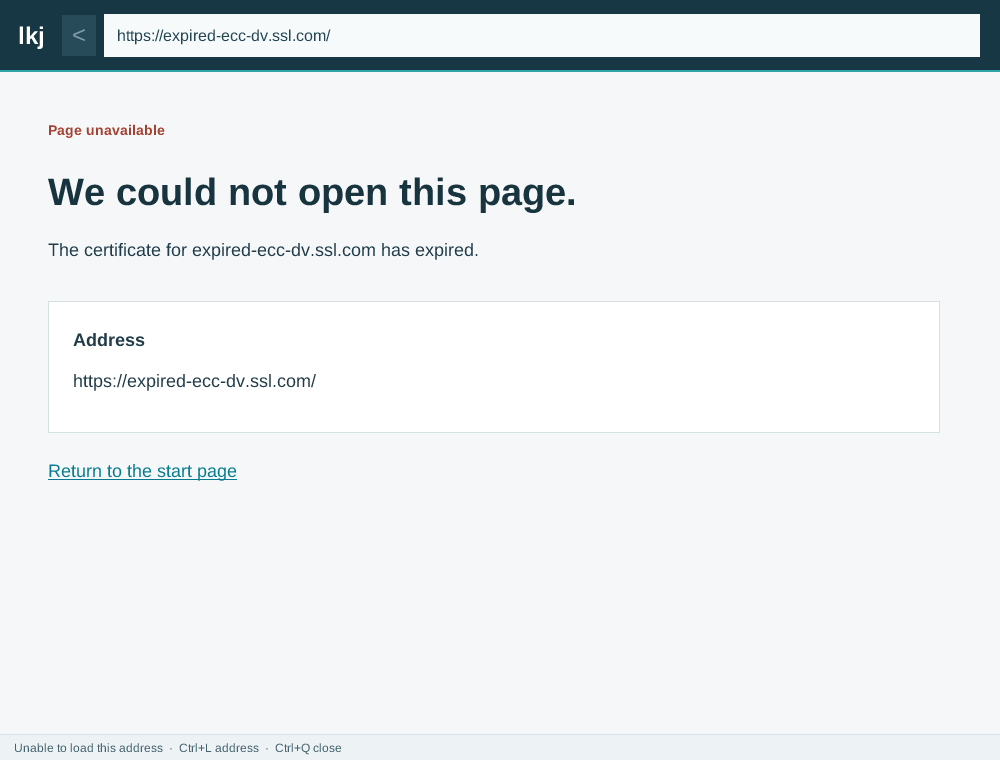 lkj < https://expired-ecc-dv.ssl.com/
Page unavailable
We could not open this page.
The certificate for expired-ecc-dv.ssl.com has expired.
Address
https://expired-ecc-dv.ssl.com/
Return to the start page
Unable to load this address · Ctrl+L address · Ctrl+Q close